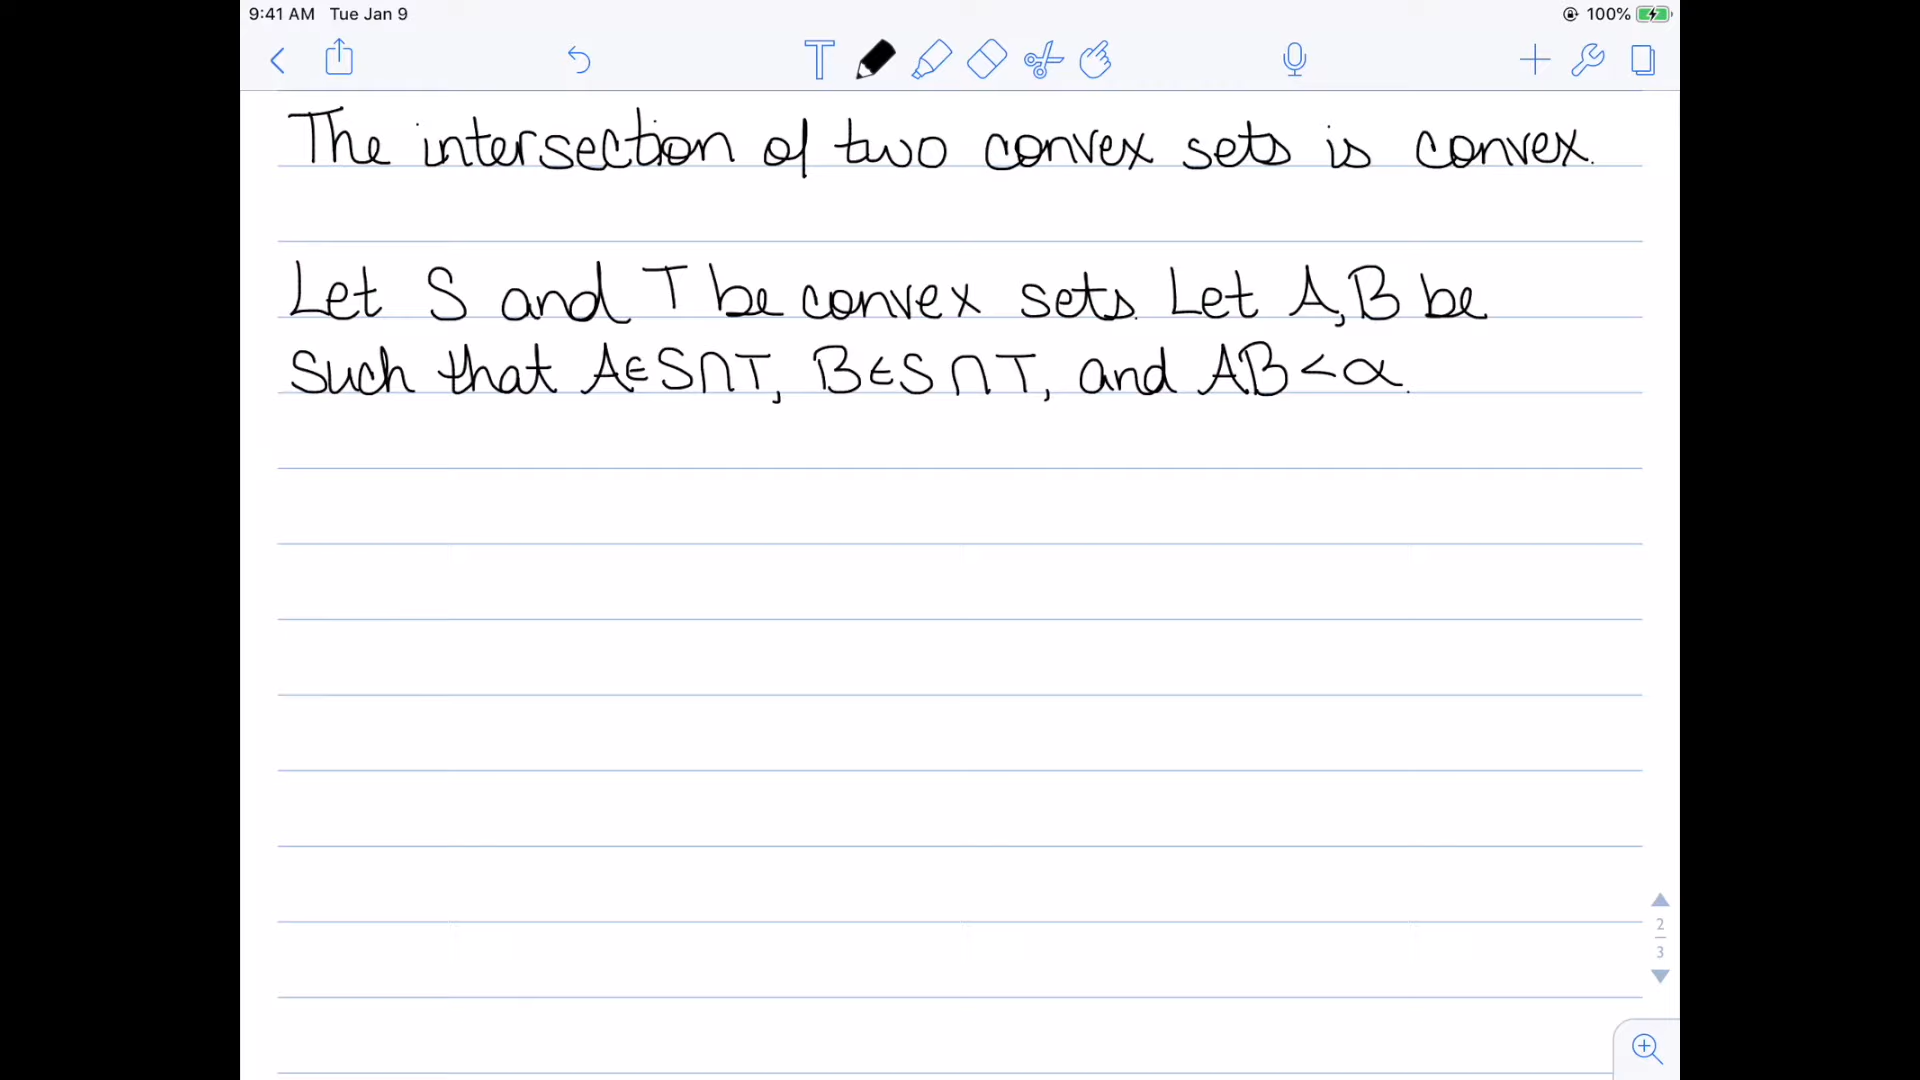 9:41 AM Tue Jan 9 100%
The intersection of two convex sets is convex.
Let S and T be convex sets. Let A,B be
such that A∈S∩T, B∈S∩T, and AB<α.
2
3